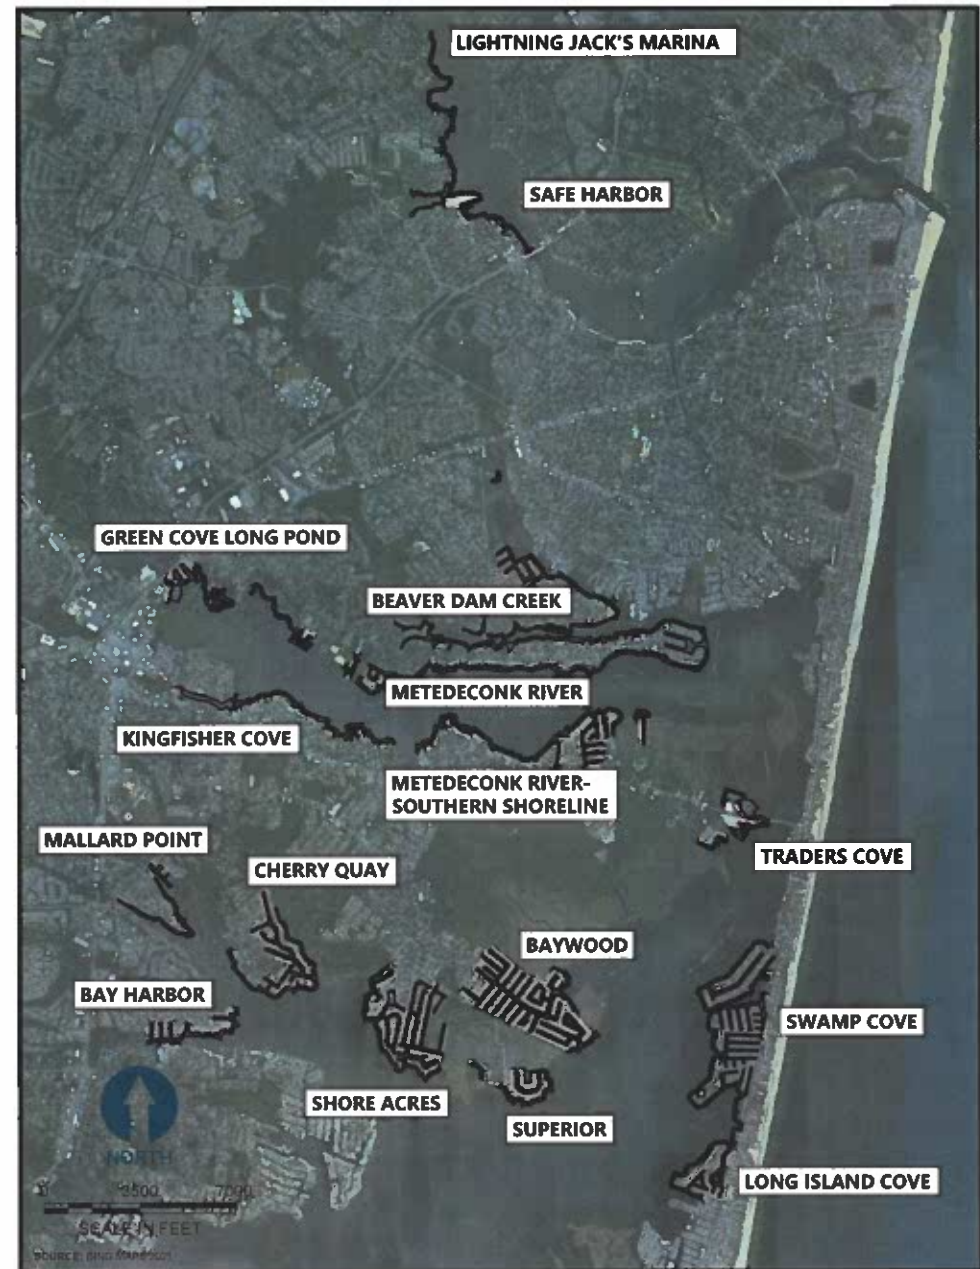 LIGHTNING JACK'S MARINA
SAFE HARBOR
GREEN COVE LONG POND
BEAVER DAM CREEK
METEDECONK RIVER
KINGFISHER COVE
METEDECONK RIVER-
SOUTHERN SHORELINE
MALLARD POINT
TRADERS COVE
CHERRY QUAY
BAYWOOD
BAY HARBOR
SWAMP COVE
SHORE ACRES
SUPERIOR
NORTH
LONG ISLAND COVE
0 3500 7000
SCALE IN FEET